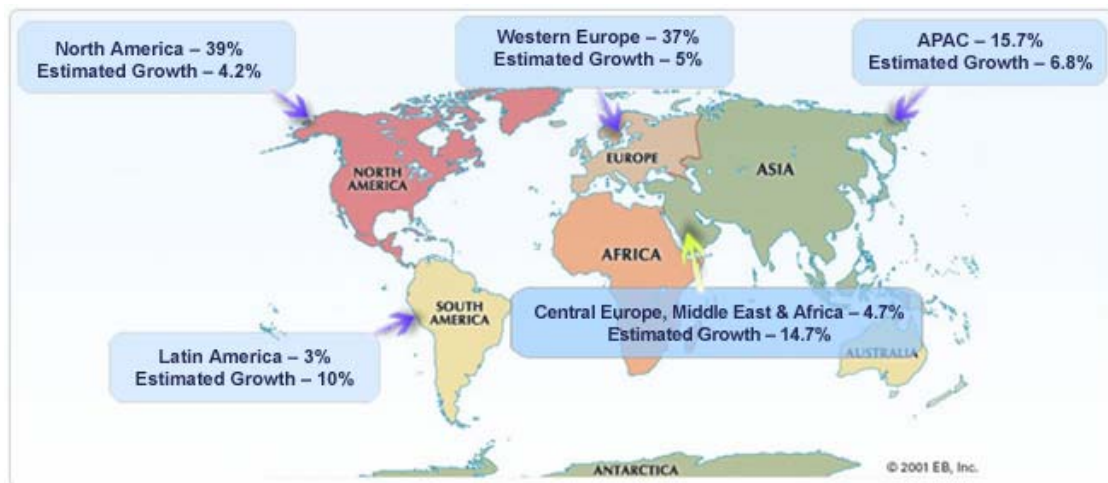 North America – 39%
Estimated Growth – 4.2%
Western Europe – 37%
Estimated Growth – 5%
APAC – 15.7%
Estimated Growth – 6.8%
NORTH
AMERICA
EUROPE
ASIA
AFRICA
SOUTH
AMERICA
Central Europe, Middle East & Africa – 4.7%
Estimated Growth – 14.7%
AUSTRALIA
Latin America – 3%
Estimated Growth – 10%
ANTARCTICA
© 2001 EB, Inc.